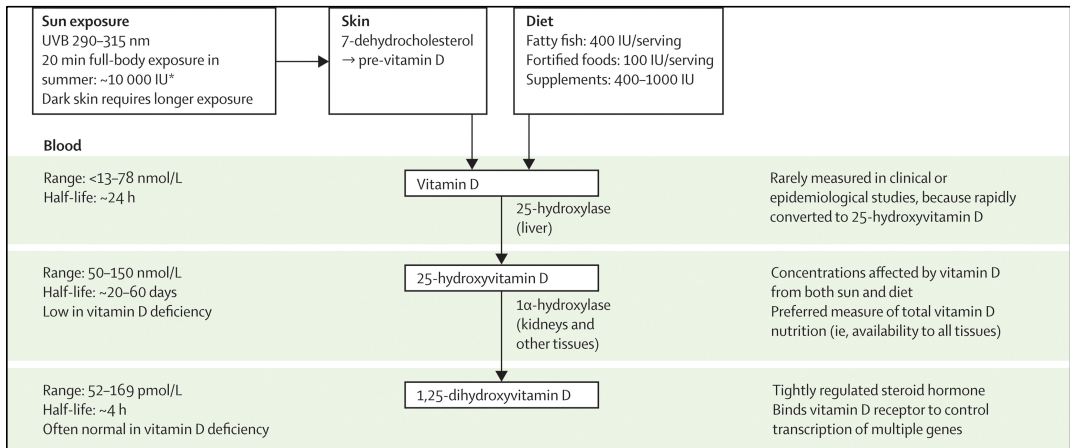 Sun exposure
UVB 290–315 nm
20 min full-body exposure in
summer: ~10 000 IU*
Dark skin requires longer exposure
Skin
7-dehydrocholesterol
→ pre-vitamin D
Diet
Fatty fish: 400 IU/serving
Fortified foods: 100 IU/serving
Supplements: 400–1000 IU
Blood
Range: <13–78 nmol/L
Half-life: ~24 h
Vitamin D
25-hydroxylase
(liver)
Rarely measured in clinical or
epidemiological studies, because rapidly
converted to 25-hydroxyvitamin D
Range: 50–150 nmol/L
Half-life: ~20–60 days
Low in vitamin D deficiency
25-hydroxyvitamin D
1α-hydroxylase
(kidneys and
other tissues)
Concentrations affected by vitamin D
from both sun and diet
Preferred measure of total vitamin D
nutrition (ie, availability to all tissues)
Range: 52–169 pmol/L
Half-life: ~4 h
Often normal in vitamin D deficiency
1,25-dihydroxyvitamin D
Tightly regulated steroid hormone
Binds vitamin D receptor to control
transcription of multiple genes